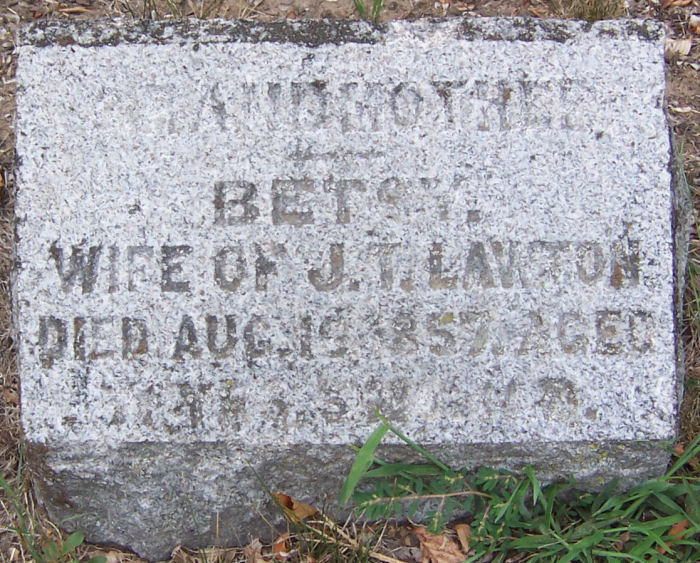 GRANDMOTHER
BETSY.
WIFE OF J. T. LAWTON
DIED AUG. 19 1857. AGED